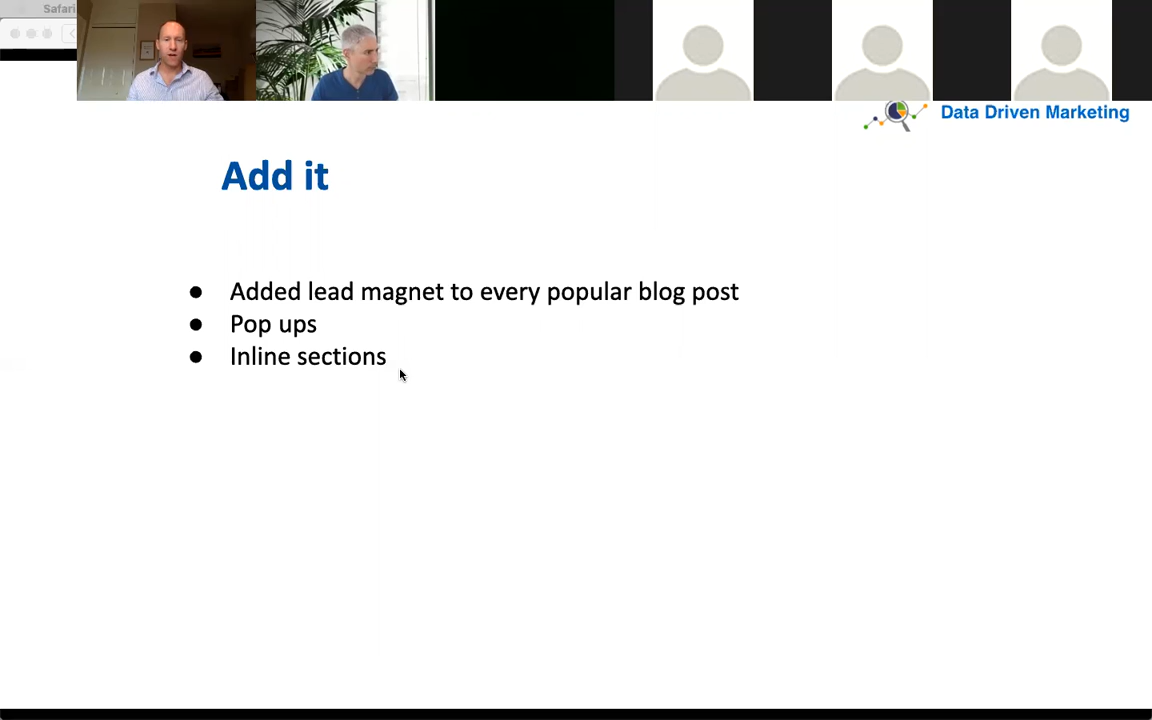 Safari
Data Driven Marketing
Add it
● Added lead magnet to every popular blog post
● Pop ups
● Inline sections